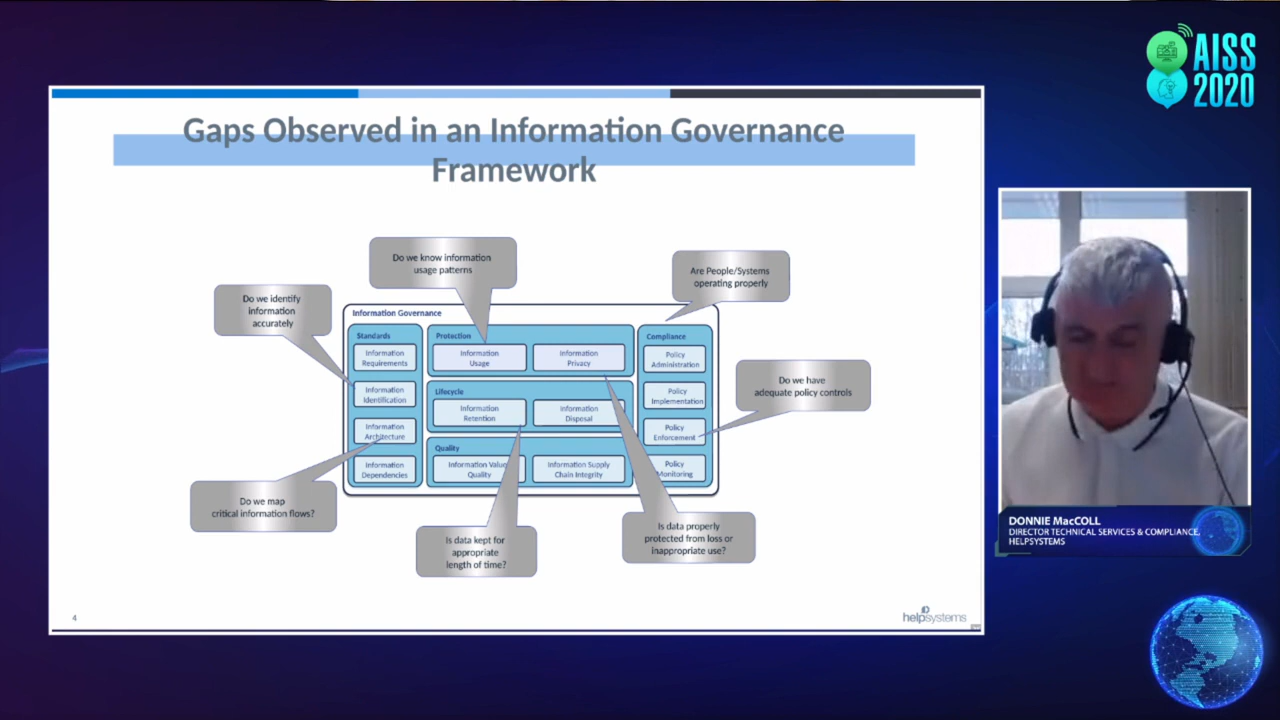 AISS
2020
Gaps Observed in an Information Governance
Framework
Do we know information
usage patterns
Are People/Systems
operating properly
Do we identify
information
accurately
Information Governance
Standards
Information
Requirements
Information
Identification
Information
Architecture
Information
Dependencies
Protection
Information
Usage
Information
Privacy
Lifecycle
Information
Retention
Information
Disposal
Quality
Information Value
Quality
Information Supply
Chain Integrity
Compliance
Policy
Administration
Policy
Implementation
Policy
Enforcement
Policy
Monitoring
Do we have
adequate policy controls
Do we map
critical information flows?
Is data kept for
appropriate
length of time?
Is data properly
protected from loss or
inappropriate use?
4
helpsystems
DONNIE MacCOLL
DIRECTOR TECHNICAL SERVICES & COMPLIANCE,
HELPSYSTEMS